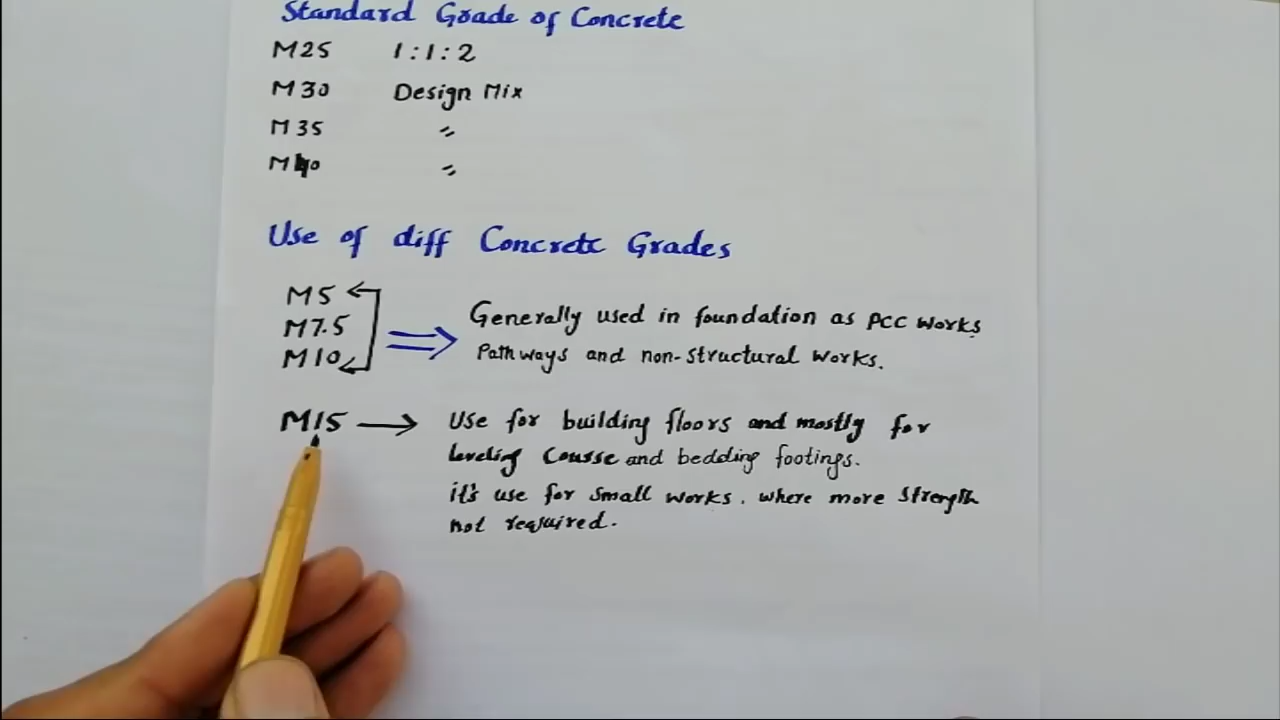 Standard Grade of Concrete
M25 1:1:2
M30 Design Mix
M35 〃
M40 〃
Use of diff Concrete Grades
M5
M7.5
M10
Generally used in foundation as PCC works
Pathways and non-structural works.
M15 → Use for building floors and mostly for
leveling Course and bedding footings.
it's use for small works. where more strength
not required.